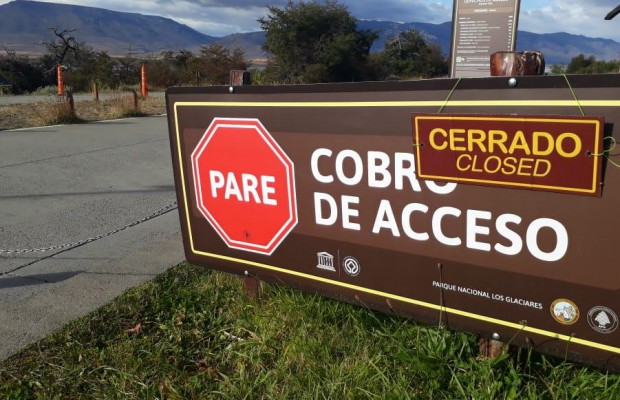 CERRADO
CLOSED
PARE
COBRO
DE ACCESO
PARQUE NACIONAL LOS GLACIARES